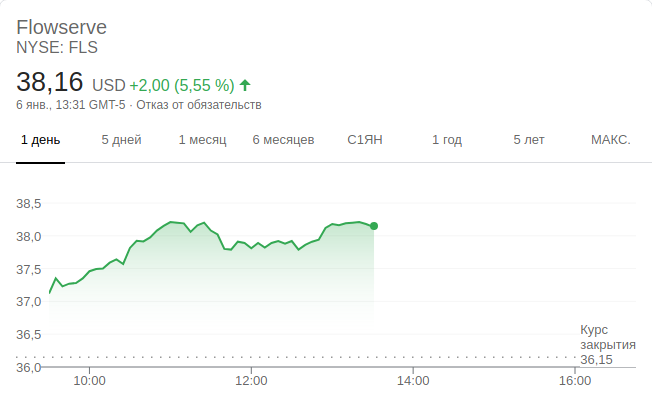 Flowserve
NYSE: FLS
38,16 USD +2,00 (5,55 %)
6 янв., 13:31 GMT-5 · Отказ от обязательств
1 день 5 дней 1 месяц 6 месяцев С1ЯН 1 год 5 лет МАКС.
38,5
38,0
37,5
37,0
36,5
36,0
Курс
закрытия
36,15
10:00 12:00 14:00 16:00